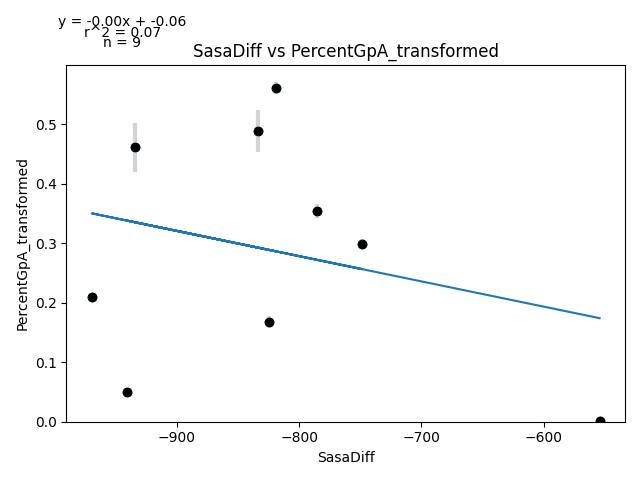 y = -0.00x + -0.06
r^2 = 0.07
n = 9
SasaDiff vs PercentGpA_transformed
PercentGpA_transformed
0.5
0.4
0.3
0.2
0.1
0.0
−900
−800
−700
−600
SasaDiff